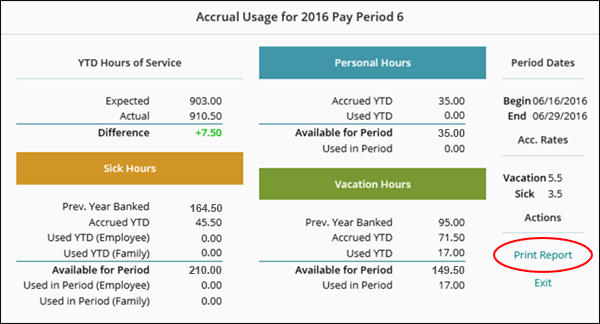 Accrual Usage for 2016 Pay Period 6
YTD Hours of Service
Expected 903.00
Actual 910.50
Difference +7.50
Sick Hours
Prev. Year Banked 164.50
Accrued YTD 45.50
Used YTD (Employee) 0.00
Used YTD (Family) 0.00
Available for Period 210.00
Used in Period (Employee) 0.00
Used in Period (Family) 0.00
Personal Hours
Accrued YTD 35.00
Used YTD 0.00
Available for Period 35.00
Used in Period 0.00
Vacation Hours
Prev. Year Banked 95.00
Accrued YTD 71.50
Used YTD 17.00
Available for Period 149.50
Used in Period 17.00
Period Dates
Begin 06/16/2016
End 06/29/2016
Acc. Rates
Vacation 5.5
Sick 3.5
Actions
Print Report
Exit